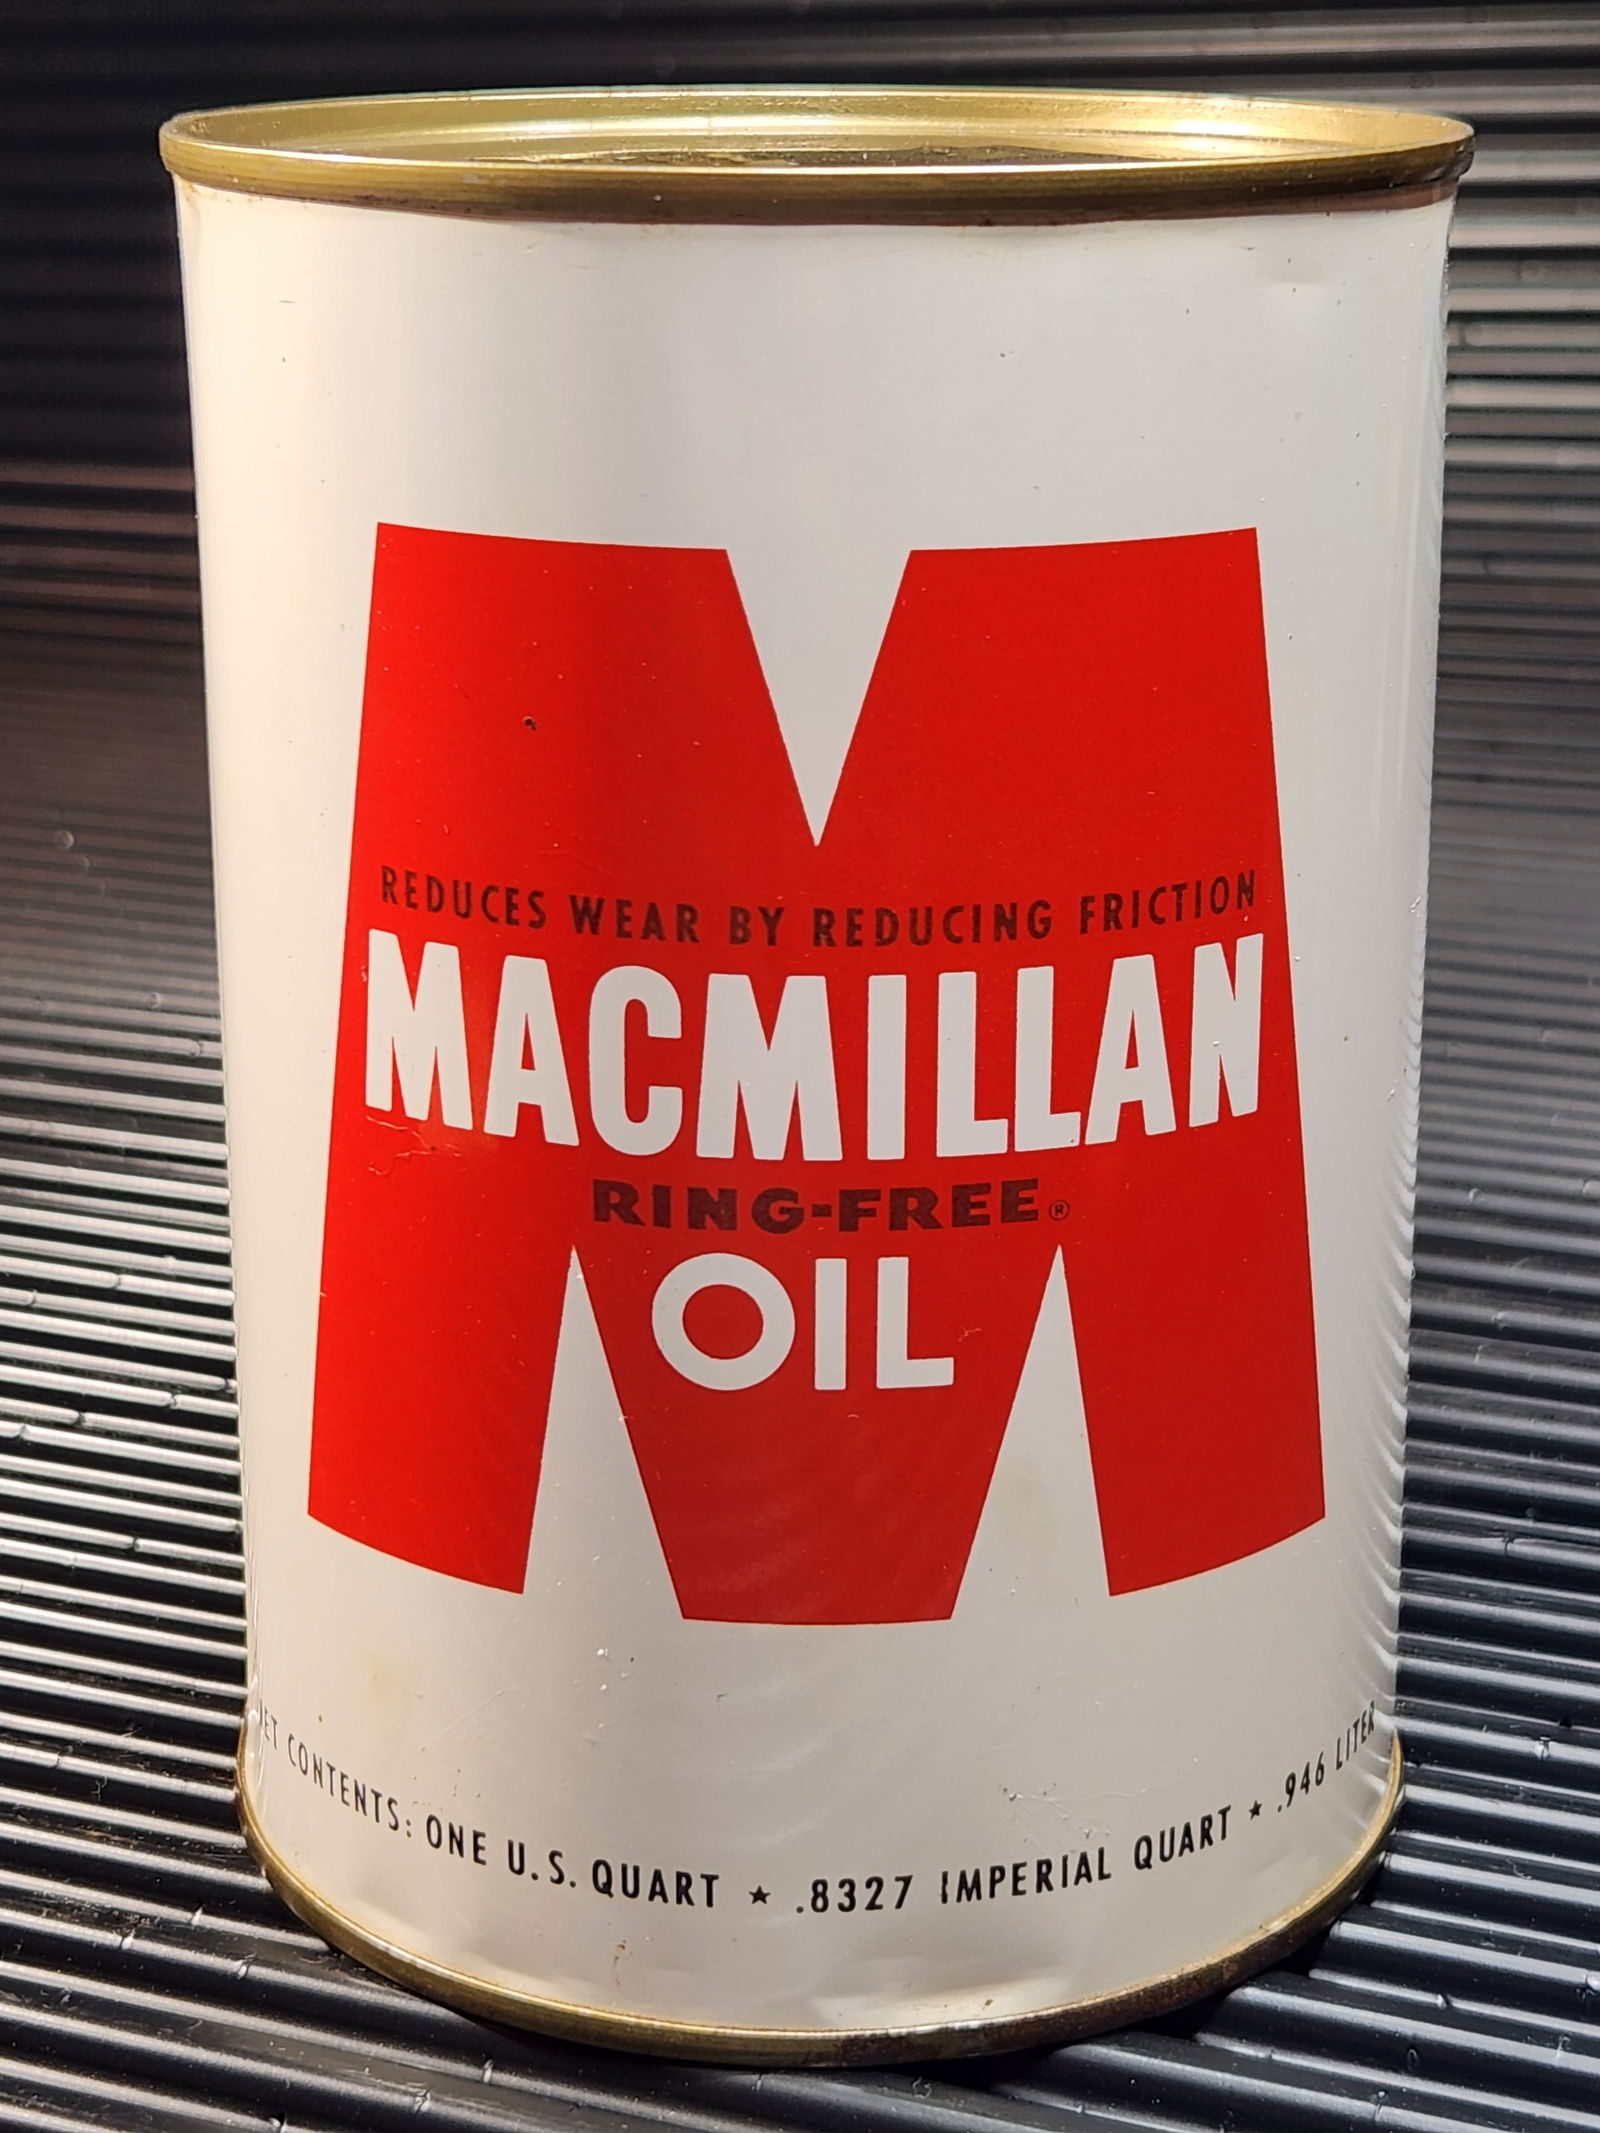 REDUCES WEAR BY REDUCING FRICTION
MACMILLAN
RING-FREE®
OIL
CONTENTS: ONE U.S. QUART ★ .8327 IMPERIAL QUART ★ .946 LITER